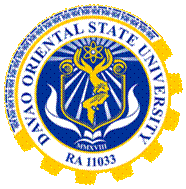 DAVAO ORIENTAL STATE UNIVERSITY
MMXVIII
RA 11033